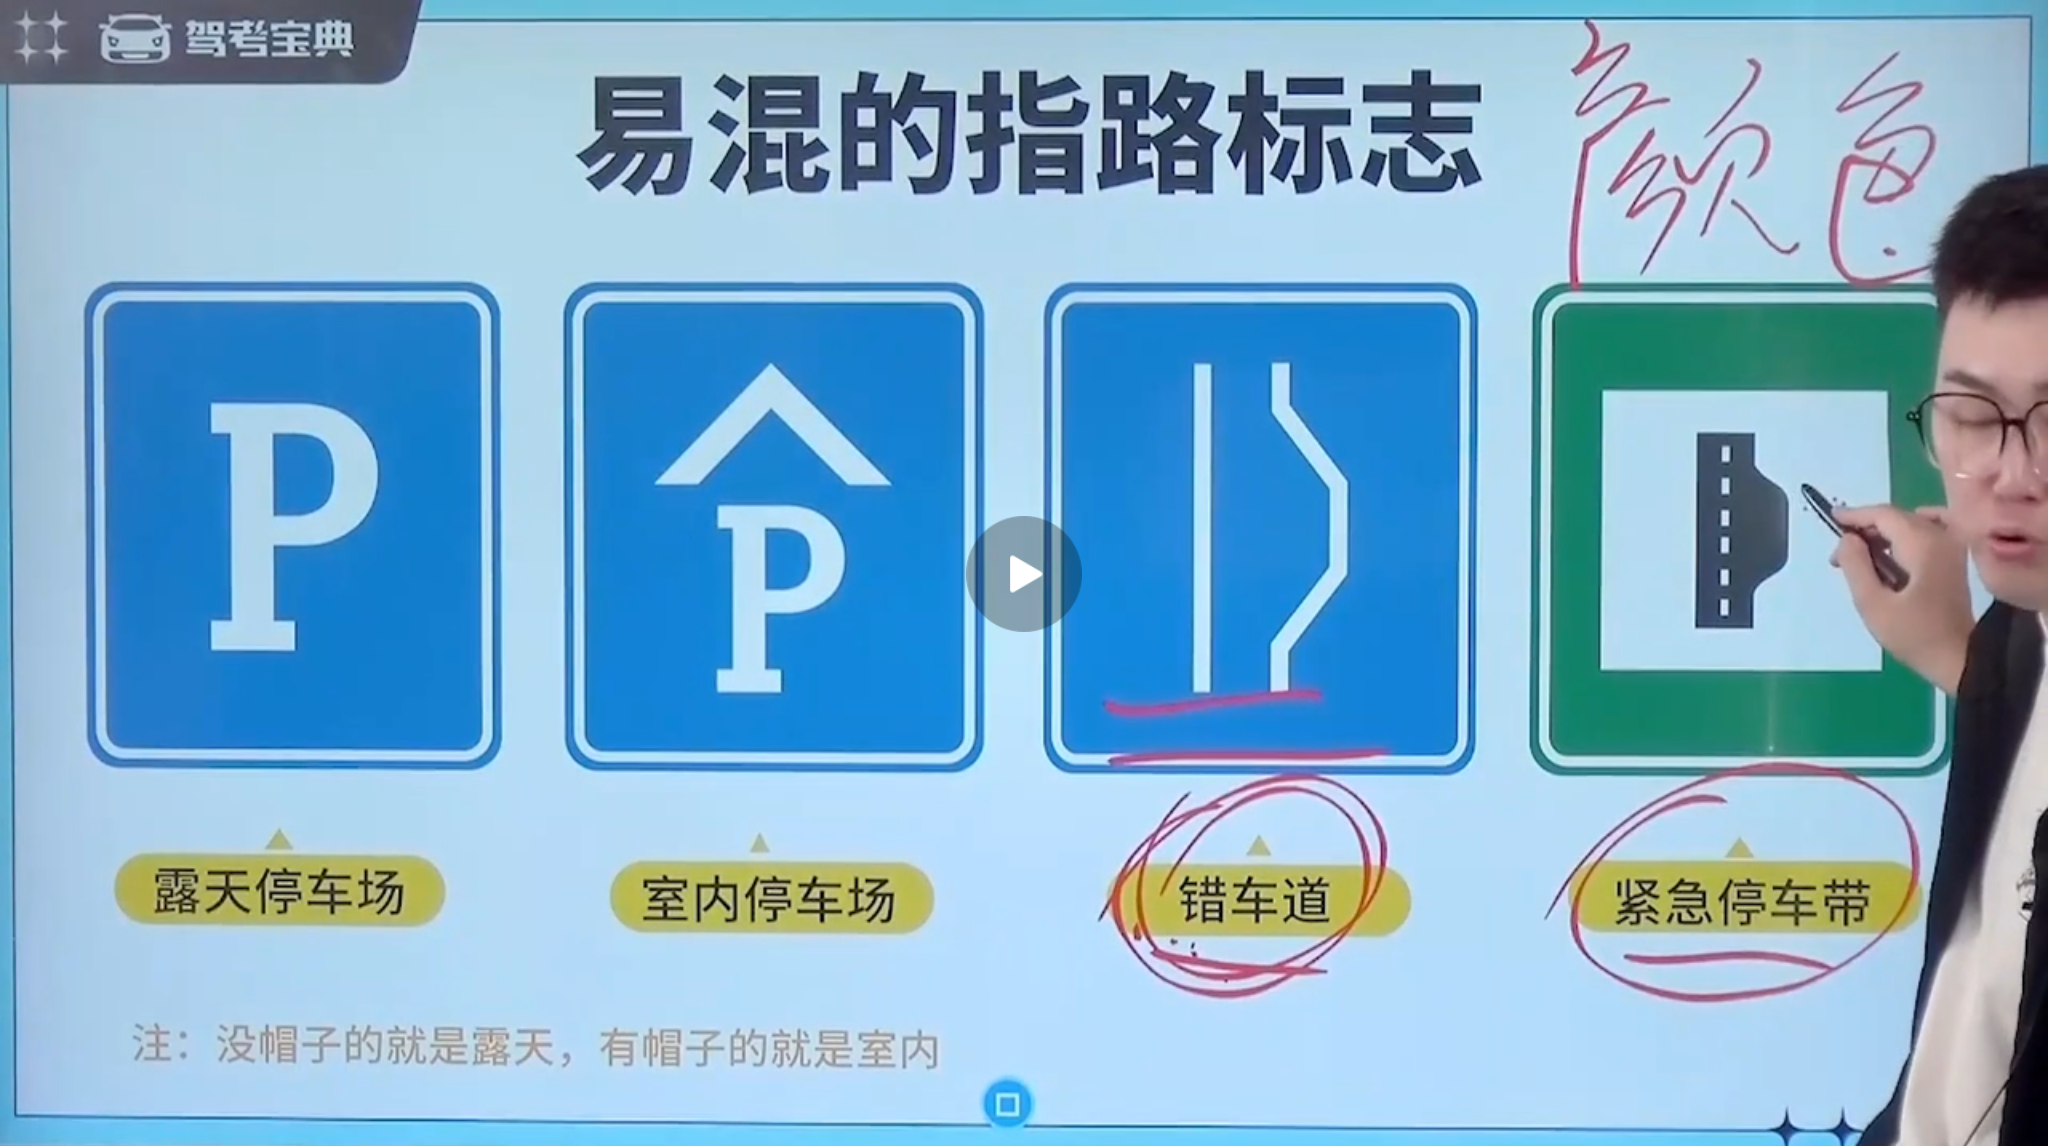 驾考宝典
易混的指路标志
颜色
P
P
露天停车场
室内停车场
错车道
紧急停车带
注：没帽子的就是露天，有帽子的就是室内